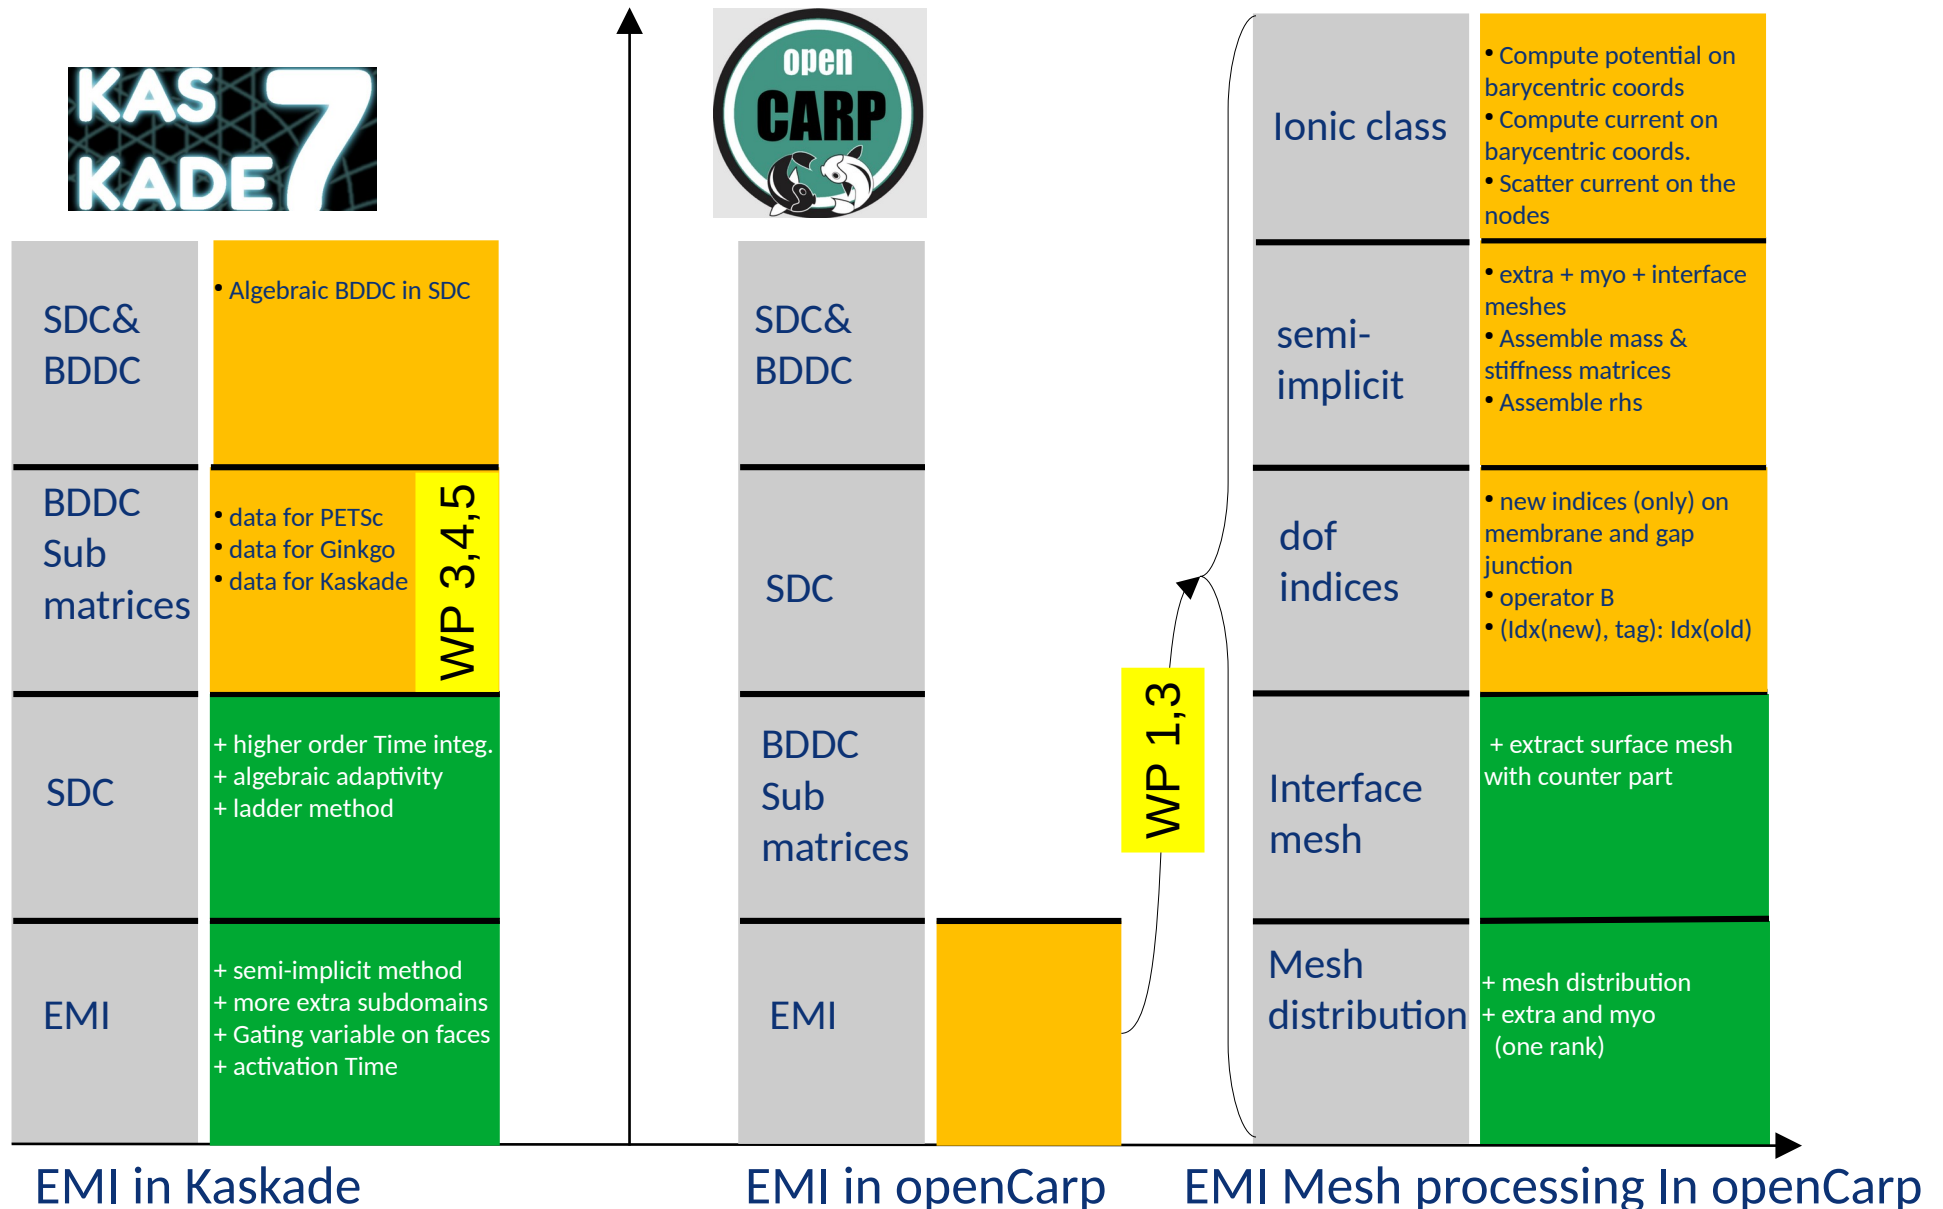 KAS
KADE 7
SDC&
BDDC
• Algebraic BDDC in SDC
BDDC
Sub
matrices
• data for PETSc
• data for Ginkgo
• data for Kaskade
WP 3,4,5
SDC
+ higher order Time integ.
+ algebraic adaptivity
+ ladder method
EMI
+ semi-implicit method
+ more extra subdomains
+ Gating variable on faces
+ activation Time
EMI in Kaskade
open
CARP
SDC&
BDDC
SDC
BDDC
Sub
matrices
EMI
WP 1,3
EMI in openCarp
Ionic class
• Compute potential on
barycentric coords
• Compute current on
barycentric coords.
• Scatter current on the
nodes
semi-
implicit
• extra + myo + interface
meshes
• Assemble mass &
stiffness matrices
• Assemble rhs
dof
indices
• new indices (only) on
membrane and gap
junction
• operator B
• (Idx(new), tag): Idx(old)
Interface
mesh
+ extract surface mesh
with counter part
Mesh
distribution
+ mesh distribution
+ extra and myo
(one rank)
EMI Mesh processing In openCarp